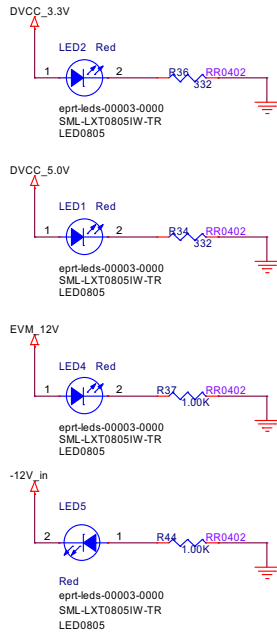 DVCC_3.3V
LED2 Red
1 2 R36 RR0402
332
eprt-leds-00003-0000
SML-LXT0805IW-TR
LED0805
DVCC_5.0V
LED1 Red
1 2 R34 RR0402
332
eprt-leds-00003-0000
SML-LXT0805IW-TR
LED0805
EVM_12V
LED4 Red
1 2 R37 RR0402
1.00K
eprt-leds-00003-0000
SML-LXT0805IW-TR
LED0805
-12V_in
LED5
2 1 R44 RR0402
1.00K
Red
eprt-leds-00003-0000
SML-LXT0805IW-TR
LED0805